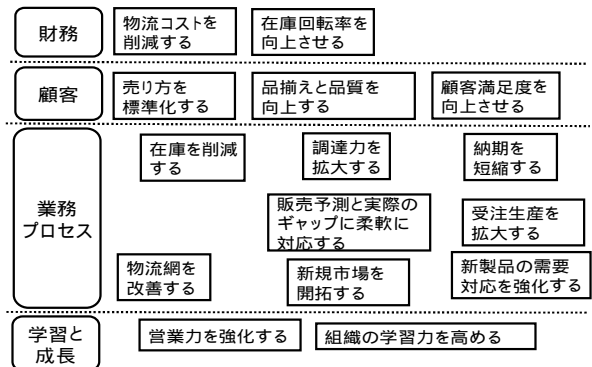 財務
物流コストを
削減する
在庫回転率を
向上させる
顧客
売り方を
標準化する
品揃えと品質を
向上する
顧客満足度を
向上させる
業務
プロセス
在庫を削減
する
調達力を
拡大する
納期を
短縮する
販売予測と実際の
ギャップに柔軟に
対応する
受注生産を
拡大する
物流網を
改善する
新規市場を
開拓する
新製品の需要
対応を強化する
学習と
成長
営業力を強化する
組織の学習力を高める